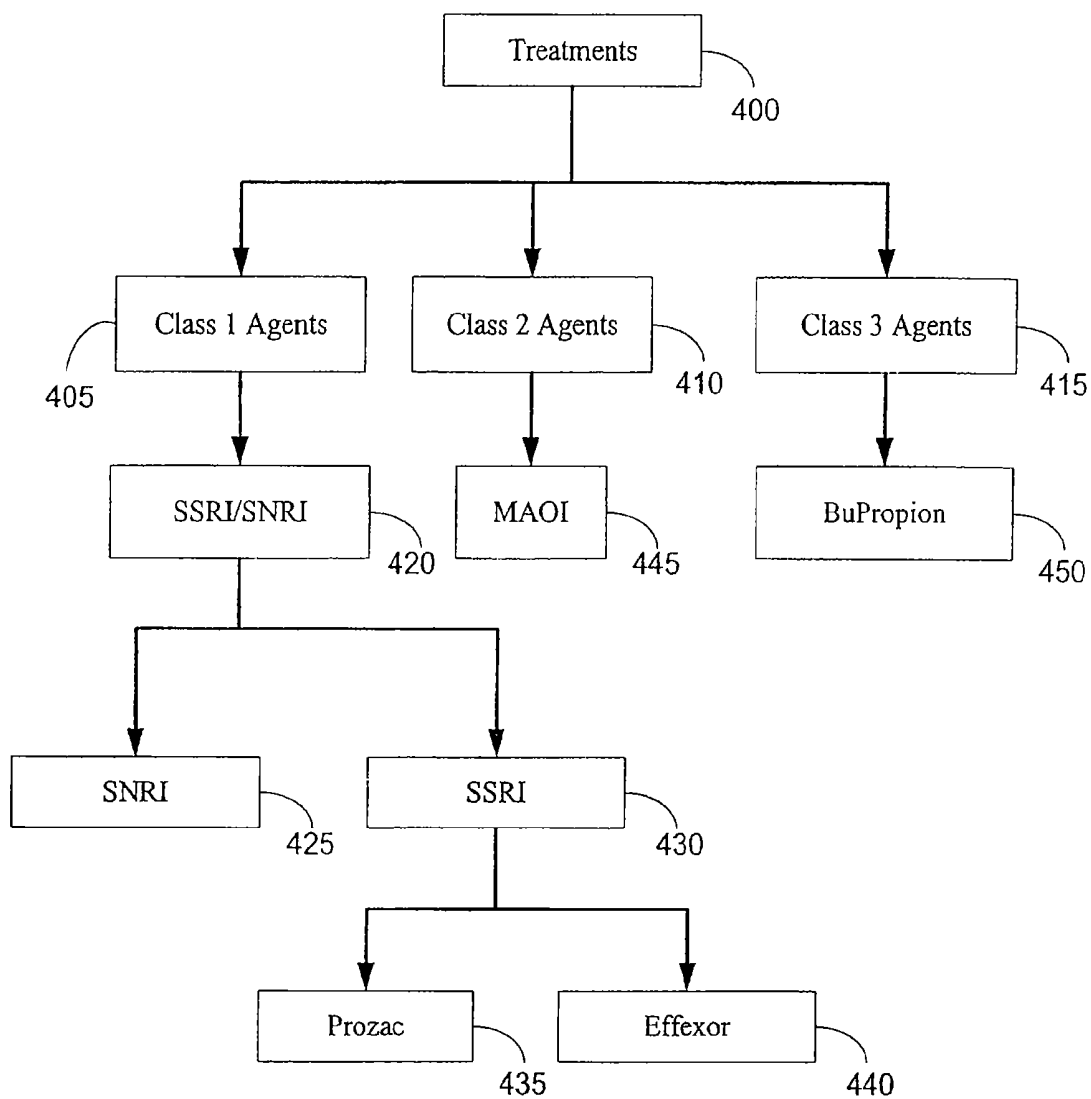 Treatments
400
Class 1 Agents
Class 2 Agents
Class 3 Agents
405
410
415
SSRI/SNRI
MAOI
BuPropion
420
445
450
SNRI
SSRI
425
430
Prozac
Effexor
435
440